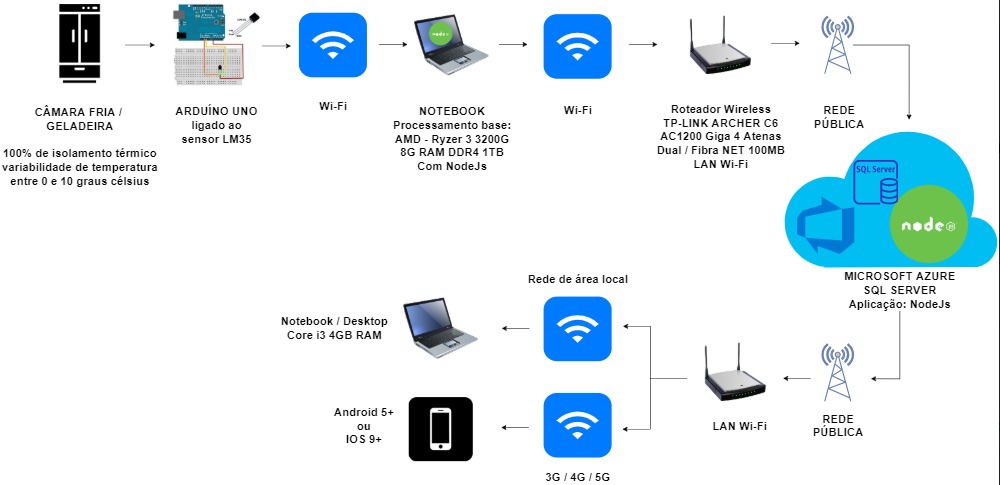 CÂMARA FRIA /
GELADEIRA
100% de isolamento térmico
variabilidade de temperatura
entre 0 e 10 graus célsius
ARDUÍNO UNO
ligado ao
sensor LM35
Wi-Fi
node
NOTEBOOK
Processamento base:
AMD - Ryzer 3 3200G
8G RAM DDR4 1TB
Com NodeJs
Wi-Fi
Roteador Wireless
TP-LINK ARCHER C6
AC1200 Giga 4 Atenas
Dual / Fibra NET 100MB
LAN Wi-Fi
REDE
PÚBLICA
SQL Server
node
JS
MICROSOFT AZURE
SQL SERVER
Aplicação: NodeJs
Rede de área local
Notebook / Desktop
Core i3 4GB RAM
Android 5+
ou
IOS 9+
3G / 4G / 5G
LAN Wi-Fi
REDE
PÚBLICA